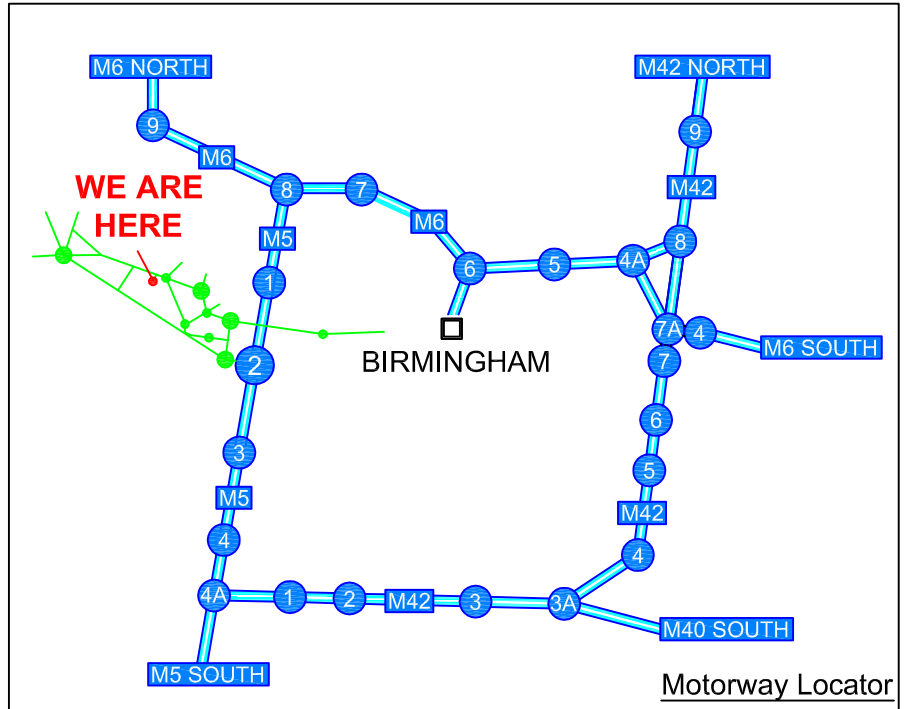 M6 NORTH
M42 NORTH
9
9
M6
WE ARE
HERE
8
7
M42
M6
M5
8
6
5
4A
1
7A
4
M6 SOUTH
BIRMINGHAM
7
2
6
3
5
M5
M42
4
4
4A
1
2
M42
3
3A
M40 SOUTH
M5 SOUTH
Motorway Locator